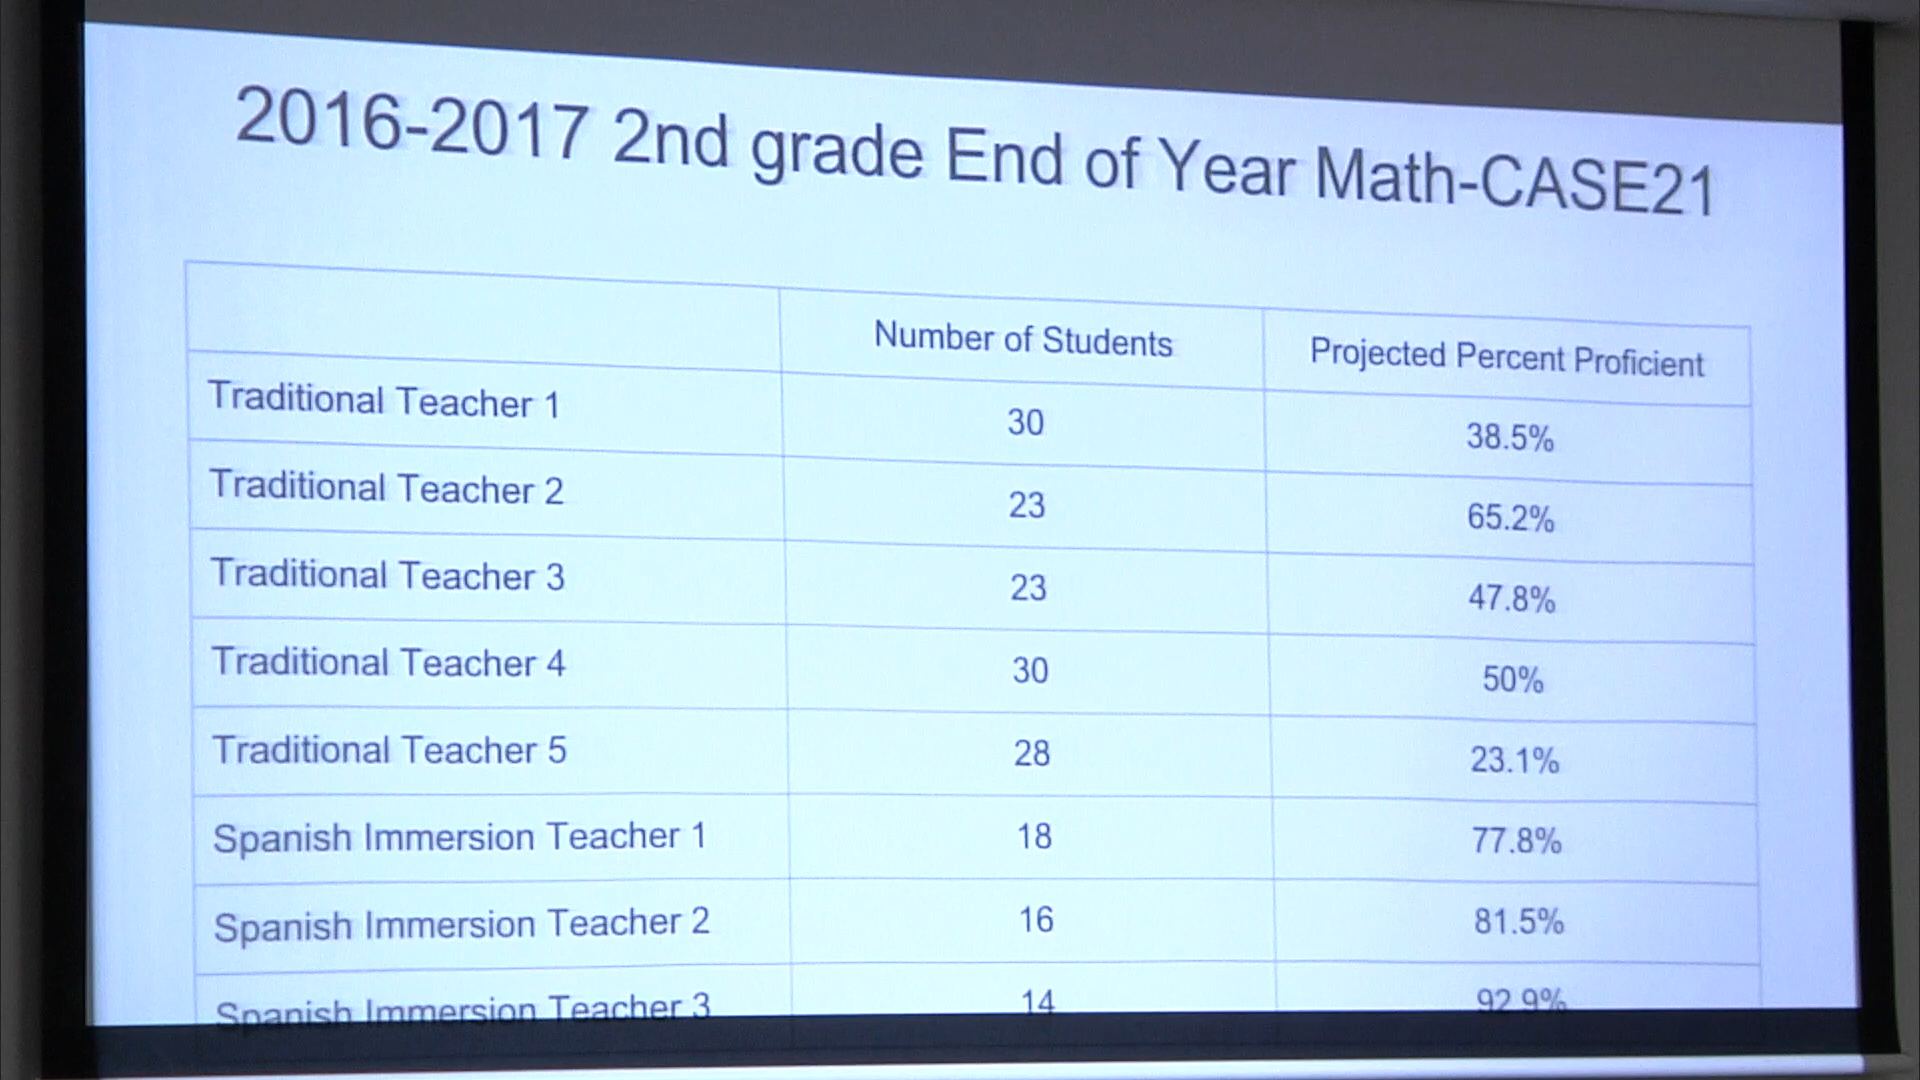 2016-2017 2nd grade End of Year Math-CASE21
Number of Students Projected Percent Proficient
Traditional Teacher 1 30 38.5%
Traditional Teacher 2 23 65.2%
Traditional Teacher 3 23 47.8%
Traditional Teacher 4 30 50%
Traditional Teacher 5 28 23.1%
Spanish Immersion Teacher 1 18 77.8%
Spanish Immersion Teacher 2 16 81.5%
Spanish Immersion Teacher 3 14 92.9%